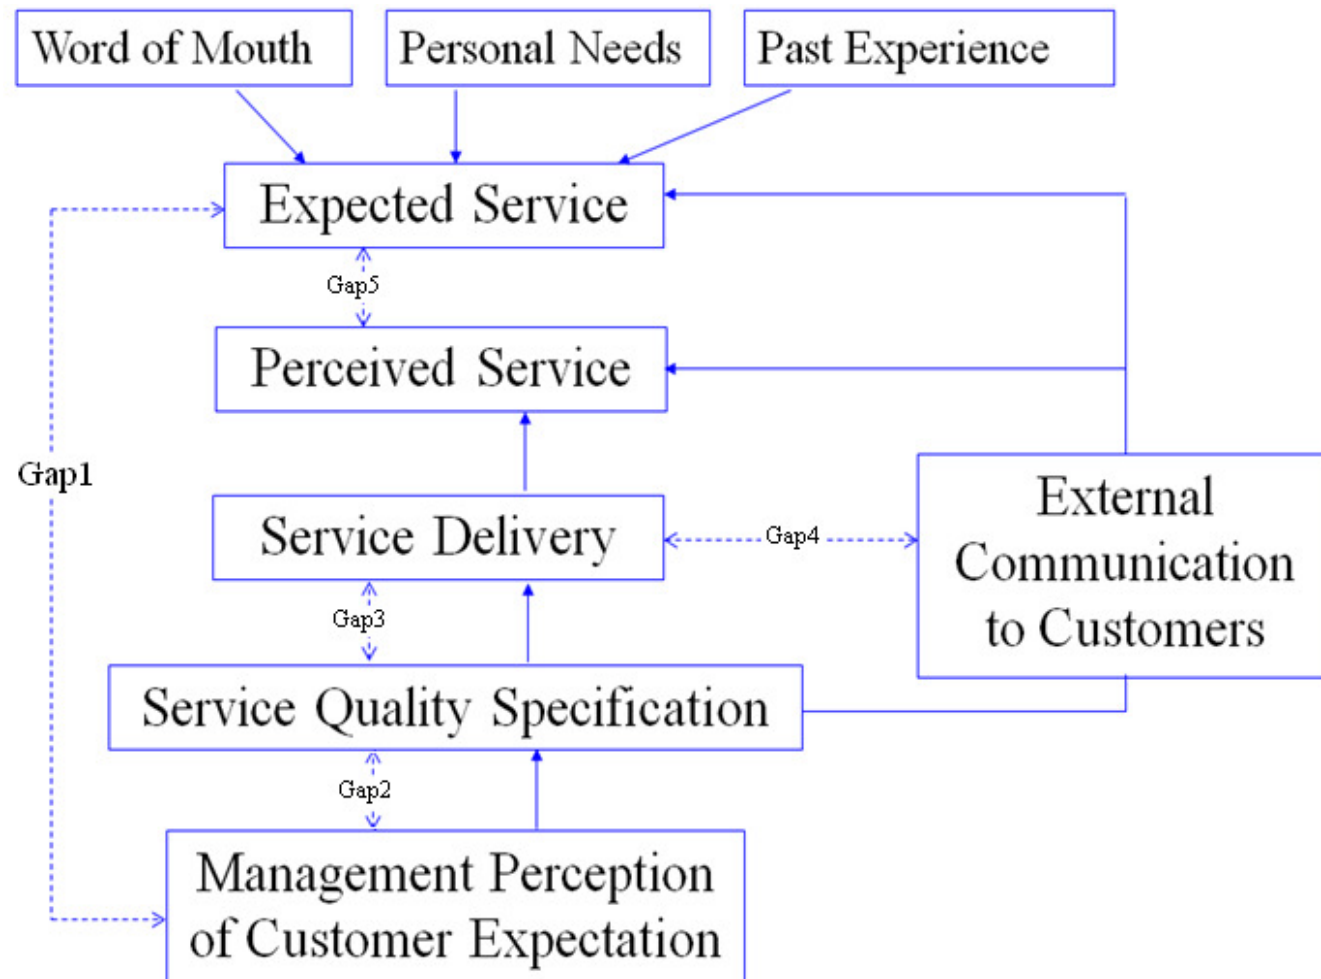 Word of Mouth
Personal Needs
Past Experience
Expected Service
Gap5
Perceived Service
Gap1
Service Delivery
Gap4
External
Communication
to Customers
Gap3
Service Quality Specification
Gap2
Management Perception
of Customer Expectation